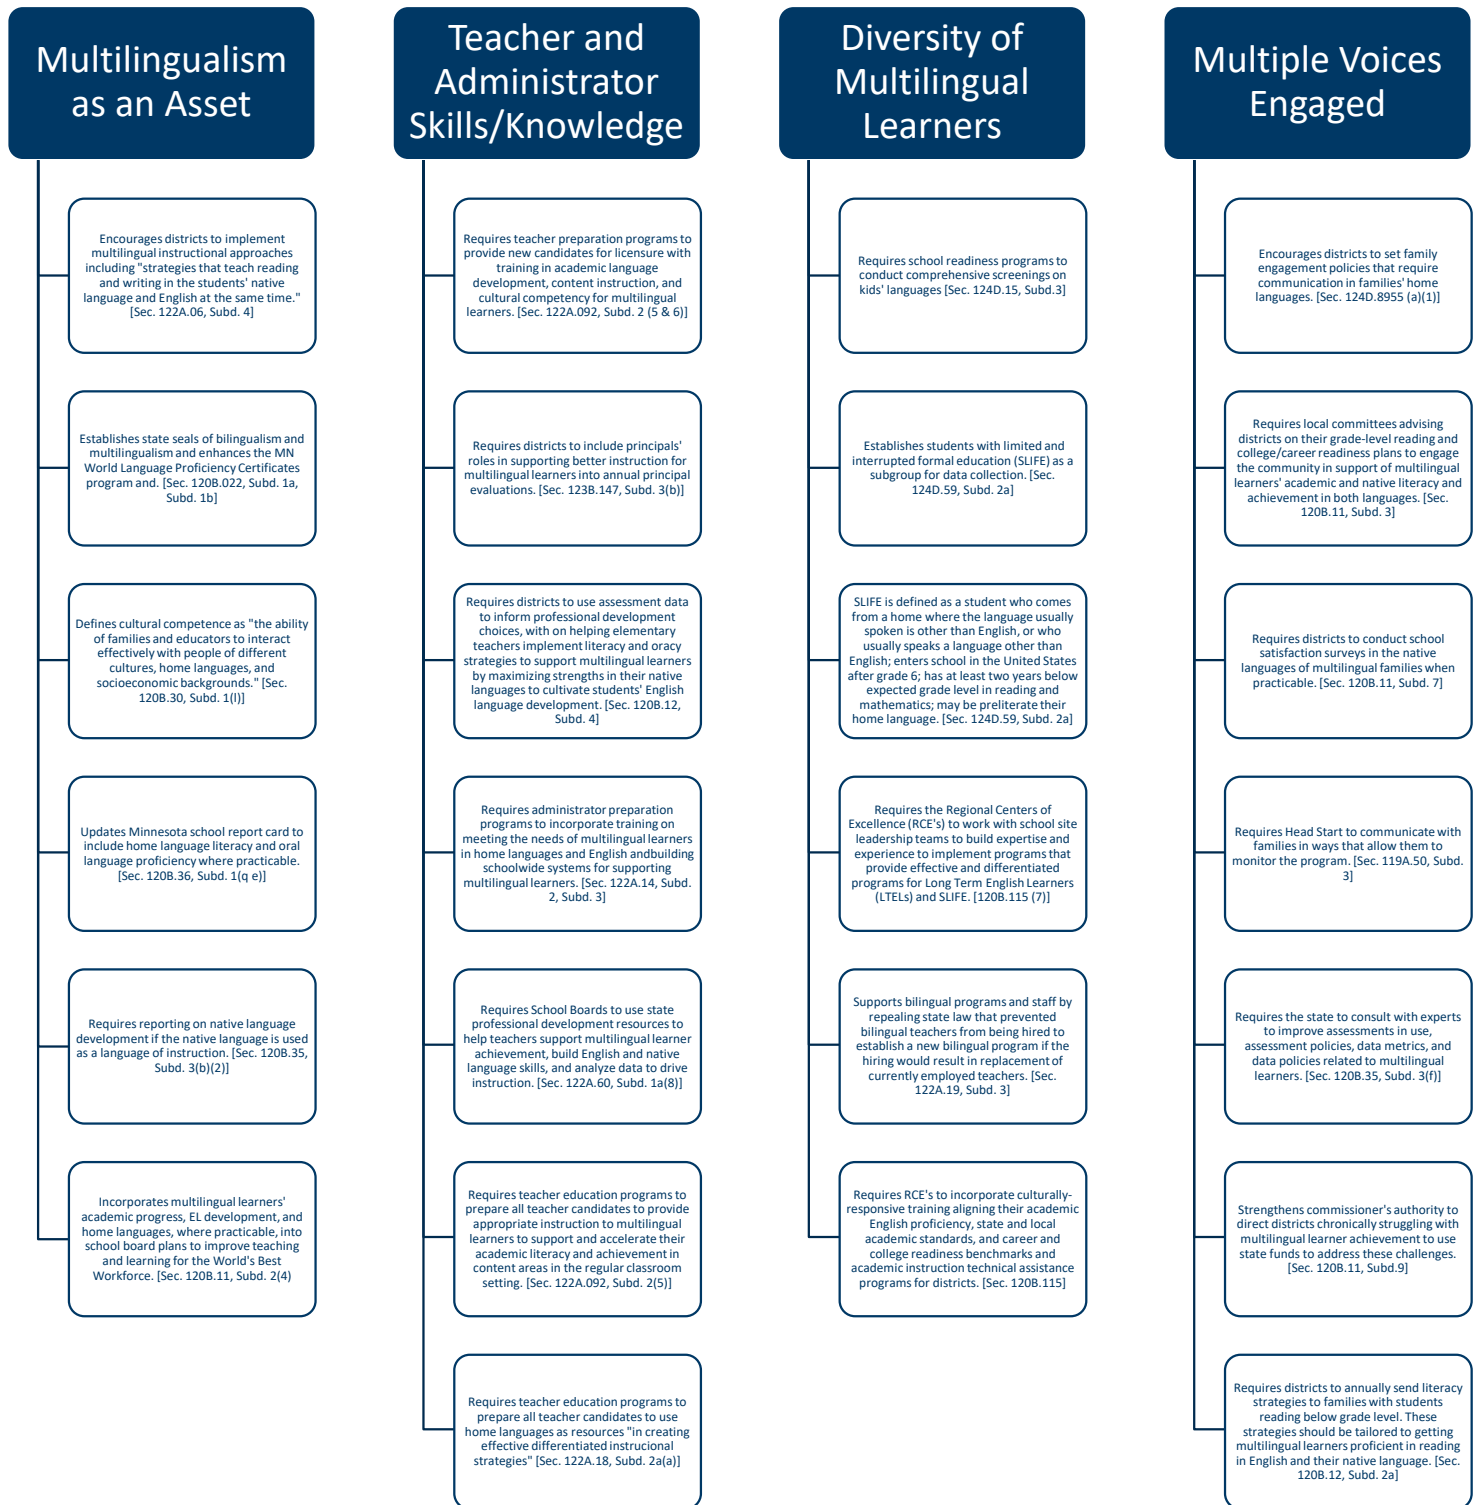 Multilingualism
as an Asset
Encourages districts to implement
multilingual instructional approaches
including "strategies that teach reading
and writing in the students' native
language and English at the same time."
[Sec. 122A.06, Subd. 4]
Establishes state seals of bilingualism and
multilingualism and enhances the MN
World Language Proficiency Certificates
program and. [Sec. 120B.022, Subd. 1a,
Subd. 1b]
Defines cultural competence as "the ability
of families and educators to interact
effectively with people of different
cultures, home languages, and
socioeconomic backgrounds." [Sec.
120B.30, Subd. 1(l)]
Updates Minnesota school report card to
include home language literacy and oral
language proficiency where practicable.
[Sec. 120B.36, Subd. 1(q e)]
Requires reporting on native language
development if the native language is used
as a language of instruction. [Sec. 120B.35,
Subd. 3(b)(2)]
Incorporates multilingual learners'
academic progress, EL development, and
home languages, where practicable, into
school board plans to improve teaching
and learning for the World's Best
Workforce. [Sec. 120B.11, Subd. 2(4)
Teacher and
Administrator
Skills/Knowledge
Requires teacher preparation programs to
provide new candidates for licensure with
training in academic language
development, content instruction, and
cultural competency for multilingual
learners. [Sec. 122A.092, Subd. 2 (5 & 6)]
Requires districts to include principals'
roles in supporting better instruction for
multilingual learners into annual principal
evaluations. [Sec. 123B.147, Subd. 3(b)]
Requires districts to use assessment data
to inform professional development
choices, with on helping elementary
teachers implement literacy and oracy
strategies to support multilingual learners
by maximizing strengths in their native
languages to cultivate students' English
language development. [Sec. 120B.12,
Subd. 4]
Requires administrator preparation
programs to incorporate training on
meeting the needs of multilingual learners
in home languages and English andbuilding
schoolwide systems for supporting
multilingual learners. [Sec. 122A.14, Subd.
2, Subd. 3]
Requires School Boards to use state
professional development resources to
help teachers support multilingual learner
achievement, build English and native
language skills, and analyze data to drive
instruction. [Sec. 122A.60, Subd. 1a(8)]
Requires teacher education programs to
prepare all teacher candidates to provide
appropriate instruction to multilingual
learners to support and accelerate their
academic literacy and achievement in
content areas in the regular classroom
setting. [Sec. 122A.092, Subd. 2(5)]
Requires teacher education programs to
prepare all teacher candidates to use
home languages as resources "in creating
effective differentiated instrucional
strategies" [Sec. 122A.18, Subd. 2a(a)]
Diversity of
Multilingual
Learners
Requires school readiness programs to
conduct comprehensive screenings on
kids' languages [Sec. 124D.15, Subd.3]
Establishes students with limited and
interrupted formal education (SLIFE) as a
subgroup for data collection. [Sec.
124D.59, Subd. 2a]
SLIFE is defined as a student who comes
from a home where the language usually
spoken is other than English, or who
usually speaks a language other than
English; enters school in the United States
after grade 6; has at least two years below
expected grade level in reading and
mathematics; may be preliterate their
home language. [Sec. 124D.59, Subd. 2a]
Requires the Regional Centers of
Excellence (RCE's) to work with school site
leadership teams to build expertise and
experience to implement programs that
provide effective and differentiated
programs for Long Term English Learners
(LTELs) and SLIFE. [120B.115 (7)]
Supports bilingual programs and staff by
repealing state law that prevented
bilingual teachers from being hired to
establish a new bilingual program if the
hiring would result in replacement of
currently employed teachers. [Sec.
122A.19, Subd. 3]
Requires RCE's to incorporate culturally-
responsive training aligning their academic
English proficiency, state and local
academic standards, and career and
college readiness benchmarks and
academic instruction technical assistance
programs for districts. [Sec. 120B.115]
Multiple Voices
Engaged
Encourages districts to set family
engagement policies that require
communication in families' home
languages. [Sec. 124D.8955 (a)(1)]
Requires local committees advising
districts on their grade-level reading and
college/career readiness plans to engage
the community in support of multilingual
learners' academic and native literacy and
achievement in both languages. [Sec.
120B.11, Subd. 3]
Requires districts to conduct school
satisfaction surveys in the native
languages of multilingual families when
practicable. [Sec. 120B.11, Subd. 7]
Requires Head Start to communicate with
families in ways that allow them to
monitor the program. [Sec. 119A.50, Subd.
3]
Requires the state to consult with experts
to improve assessments in use,
assessment policies, data metrics, and
data policies related to multilingual
learners. [Sec. 120B.35, Subd. 3(f)]
Strengthens commissioner's authority to
direct districts chronically struggling with
multilingual learner achievement to use
state funds to address these challenges.
[Sec. 120B.11, Subd.9]
Requires districts to annually send literacy
strategies to families with students
reading below grade level. These
strategies should be tailored to getting
multilingual learners proficient in reading
in English and their native language. [Sec.
120B.12, Subd. 2a]